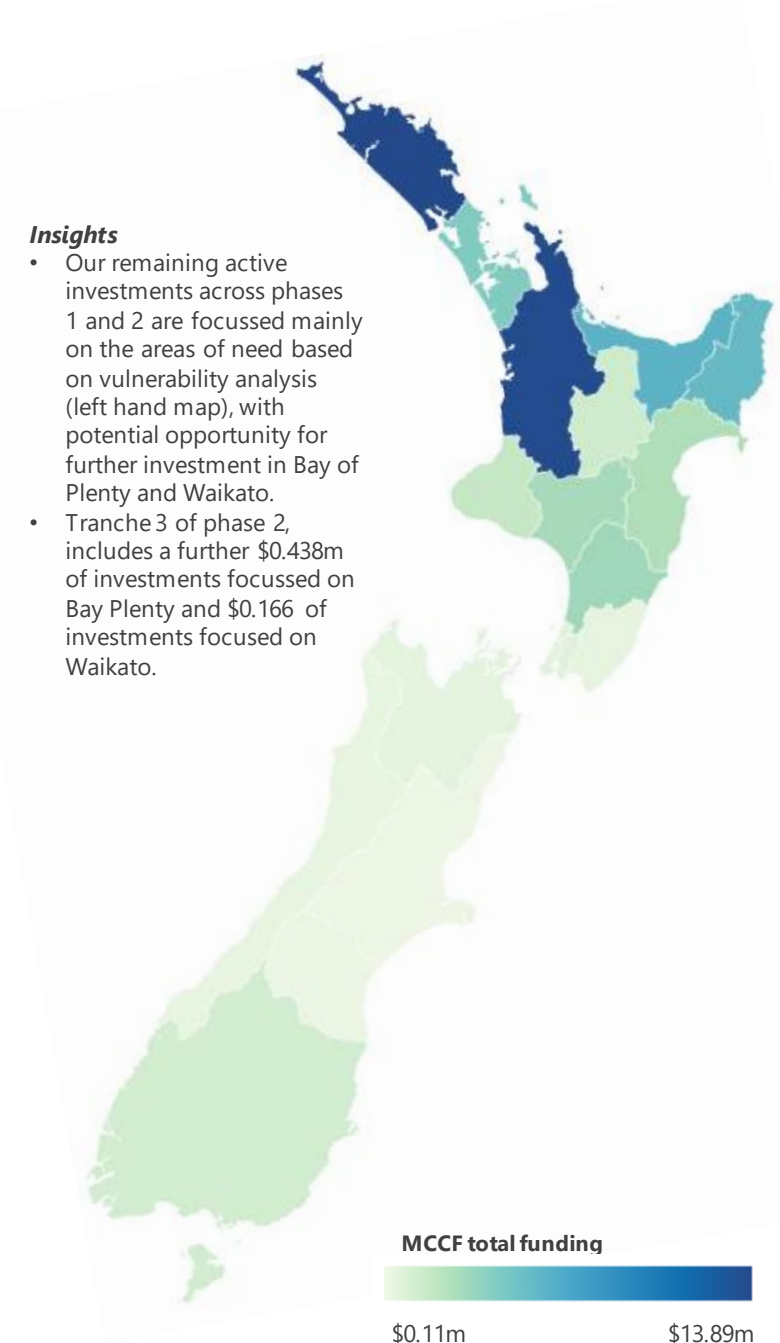 Insights
• Our remaining active
investments across phases
1 and 2 are focussed mainly
on the areas of need based
on vulnerability analysis
(left hand map), with
potential opportunity for
further investment in Bay of
Plenty and Waikato.
• Tranche 3 of phase 2,
includes a further $0.438m
of investments focussed on
Bay Plenty and $0.166 of
investments focused on
Waikato.
MCCF total funding
$0.11m $13.89m